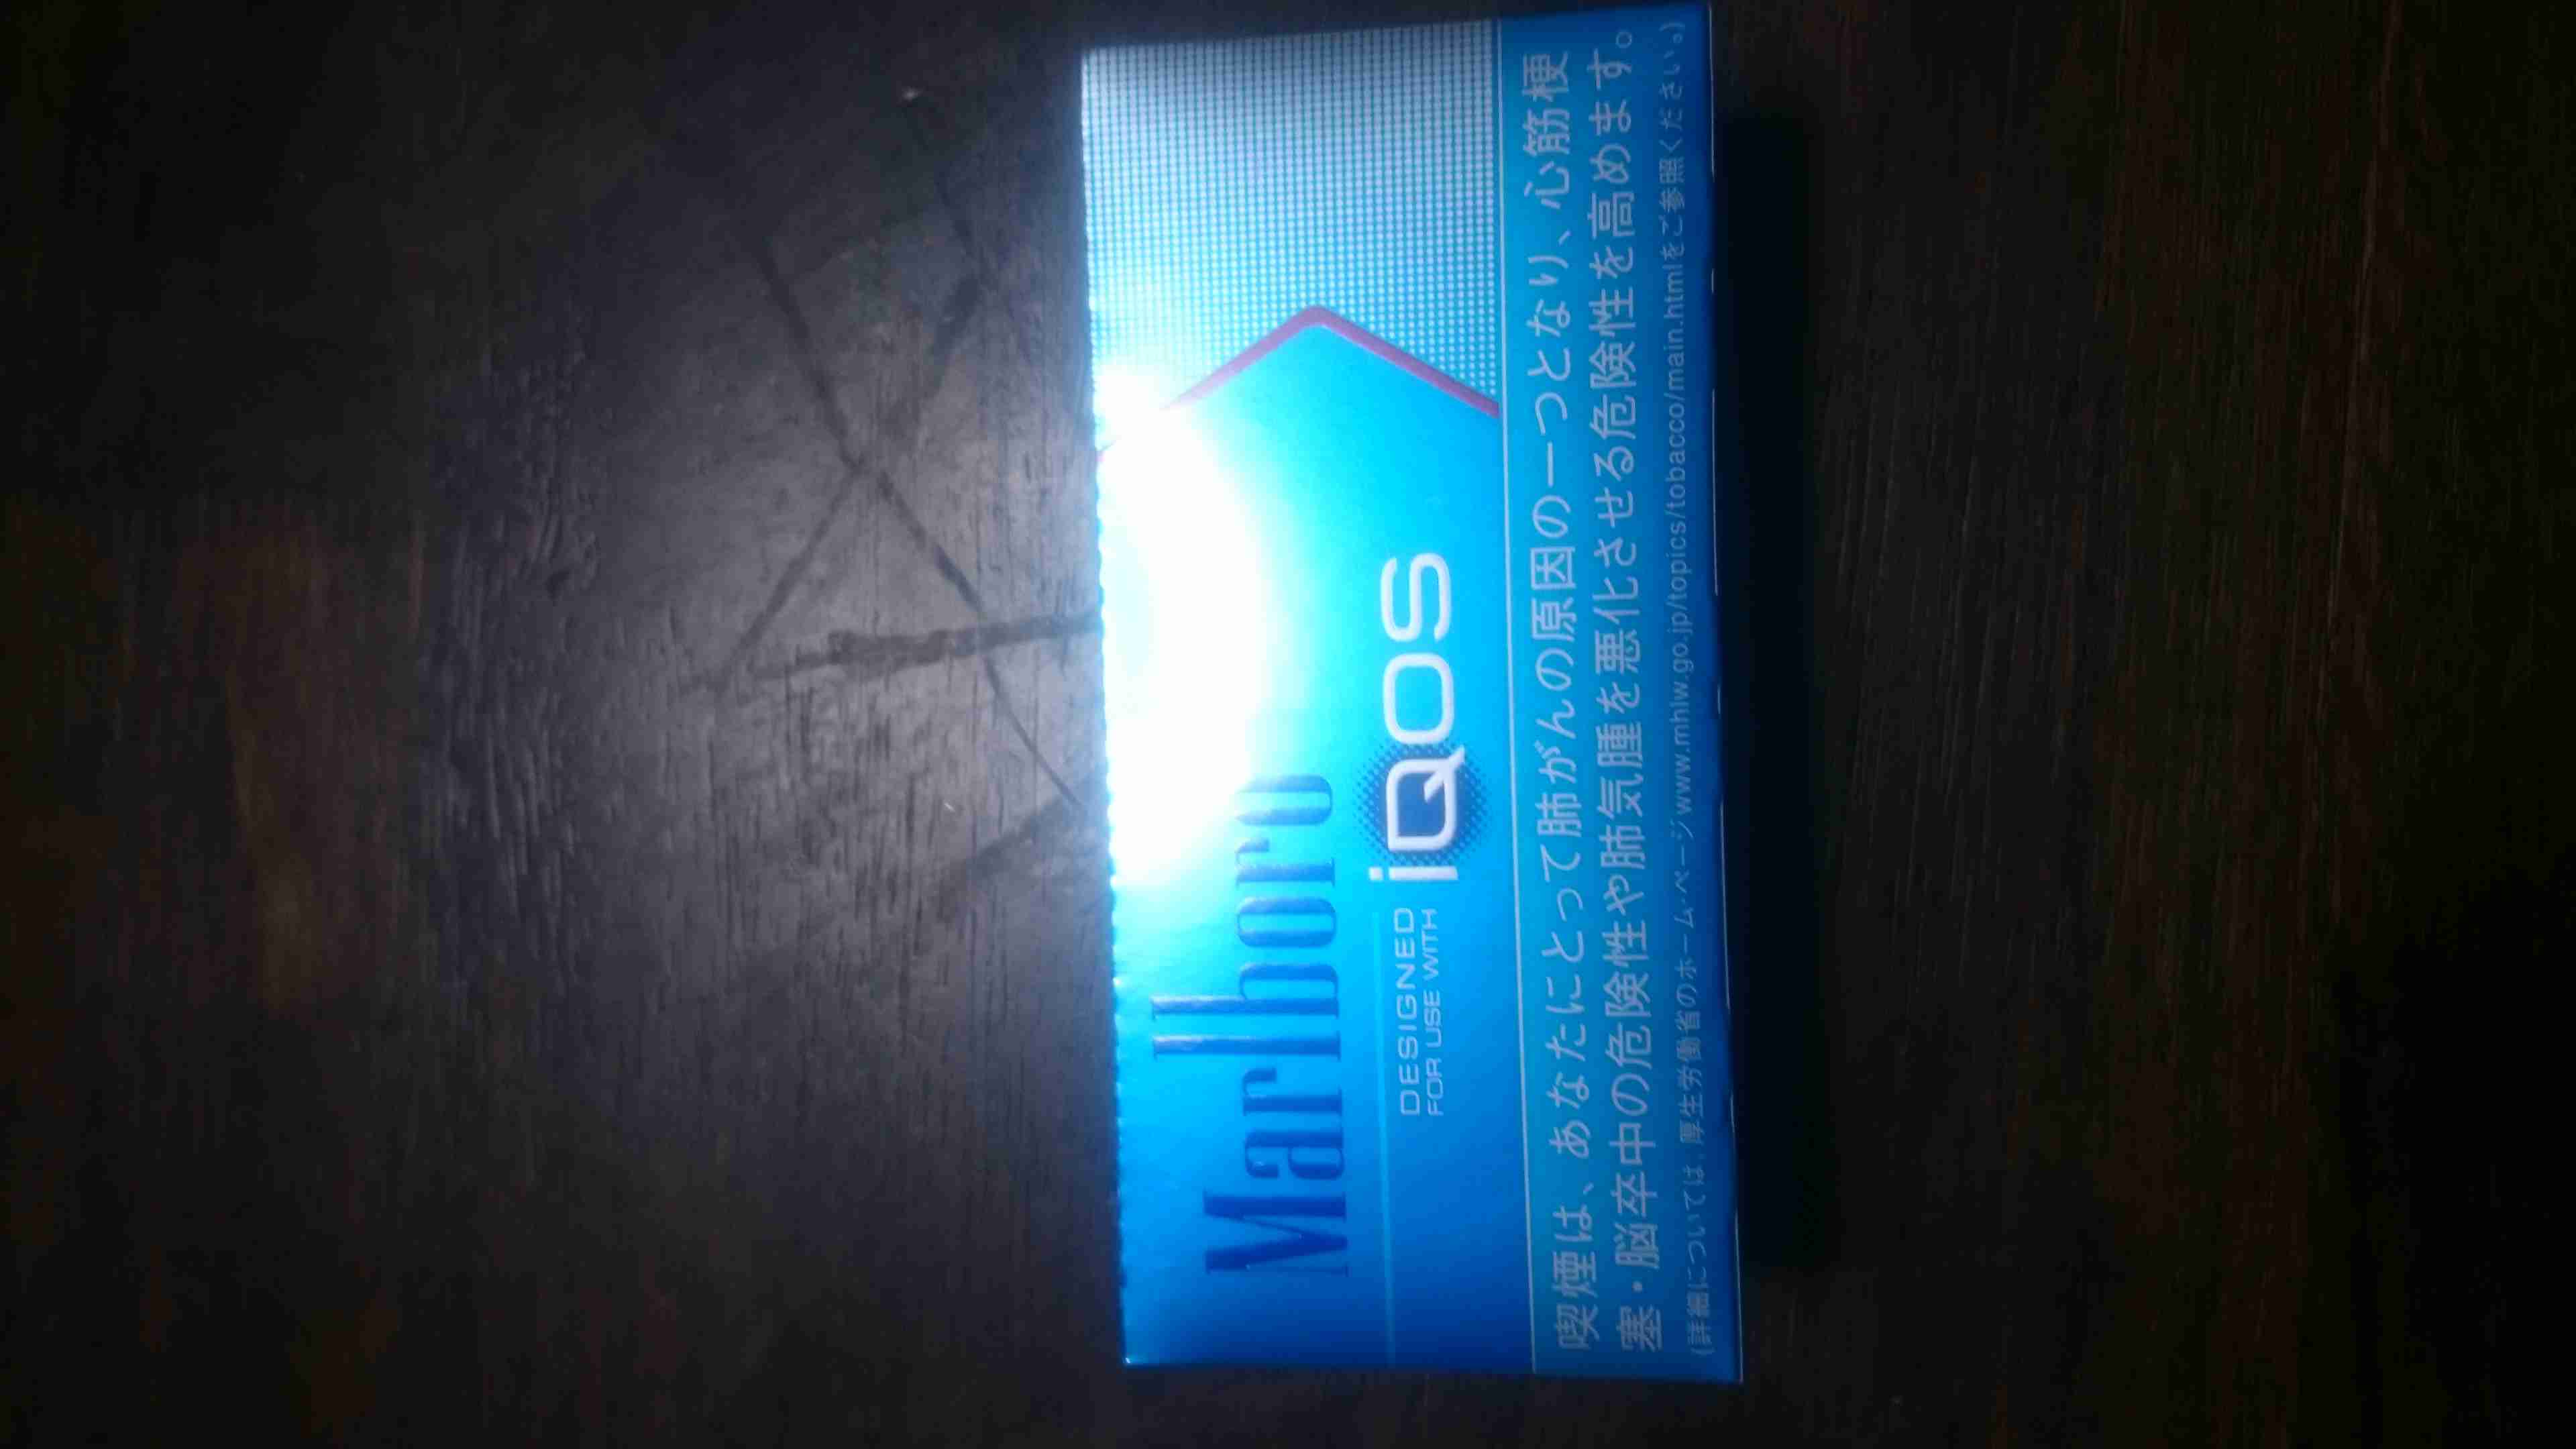 Marlboro
DESIGNED
FOR USE WITH
iQOS
喫煙は、あなたにとって肺がんの原因の一つとなり、心筋梗
塞・脳卒中の危険性や肺気腫を悪化させる危険性を高めます。
(詳細については、厚生労働省のホーム・ページwww.mhlw.go.jp/topics/tobacco/main.htmlをご参照ください。)